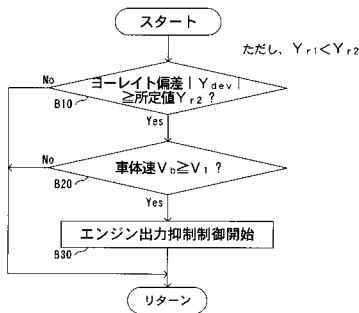 スタート
ただし、Yr1<Yr2
ヨーレイト偏差|Ydev|
≧所定値Yr2?
No
B10
Yes
車体速Vb≧V1?
No
B20
Yes
エンジン出力抑制制御開始
B30
リターン